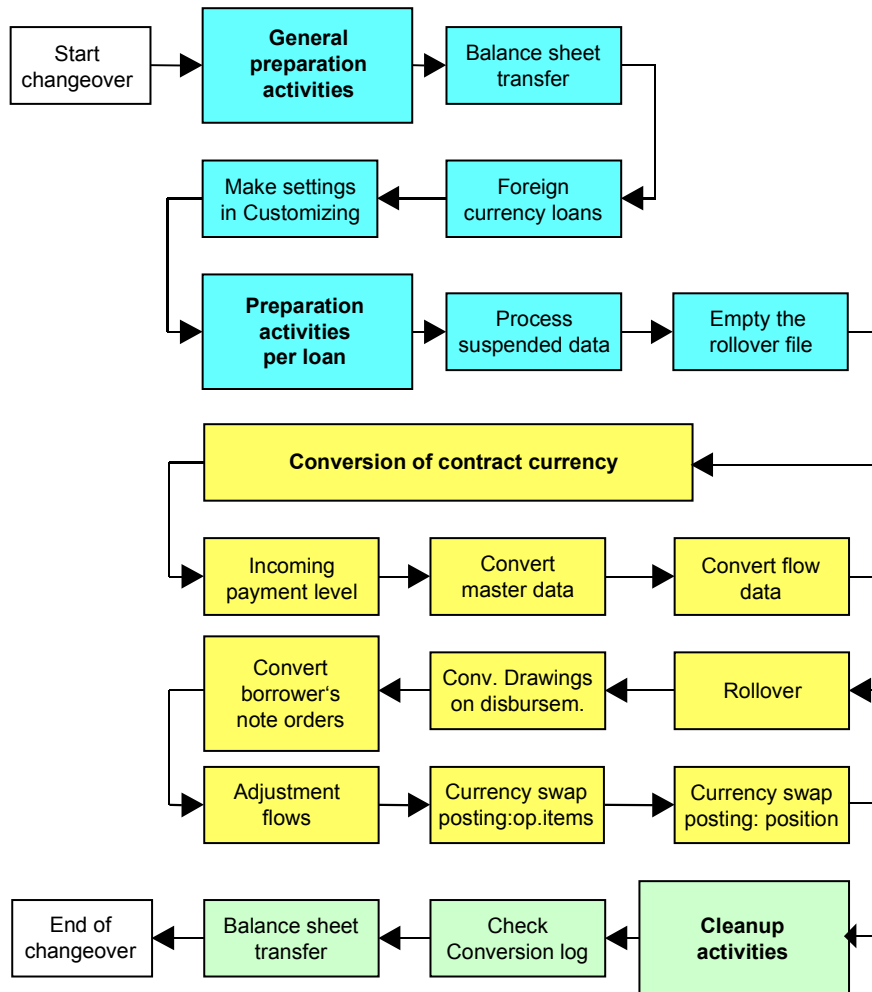 Start
changeover
General
preparation
activities
Balance sheet
transfer
Make settings
in Customizing
Foreign
currency loans
Preparation
activities
per loan
Process
suspended data
Empty the
rollover file
Conversion of contract currency
Incoming
payment level
Convert
master data
Convert flow
data
Convert
borrower‘s
note orders
Conv. Drawings
on disbursem.
Rollover
Adjustment
flows
Currency swap
posting:op.items
Currency swap
posting: position
End of
changeover
Balance sheet
transfer
Check
Conversion log
Cleanup
activities